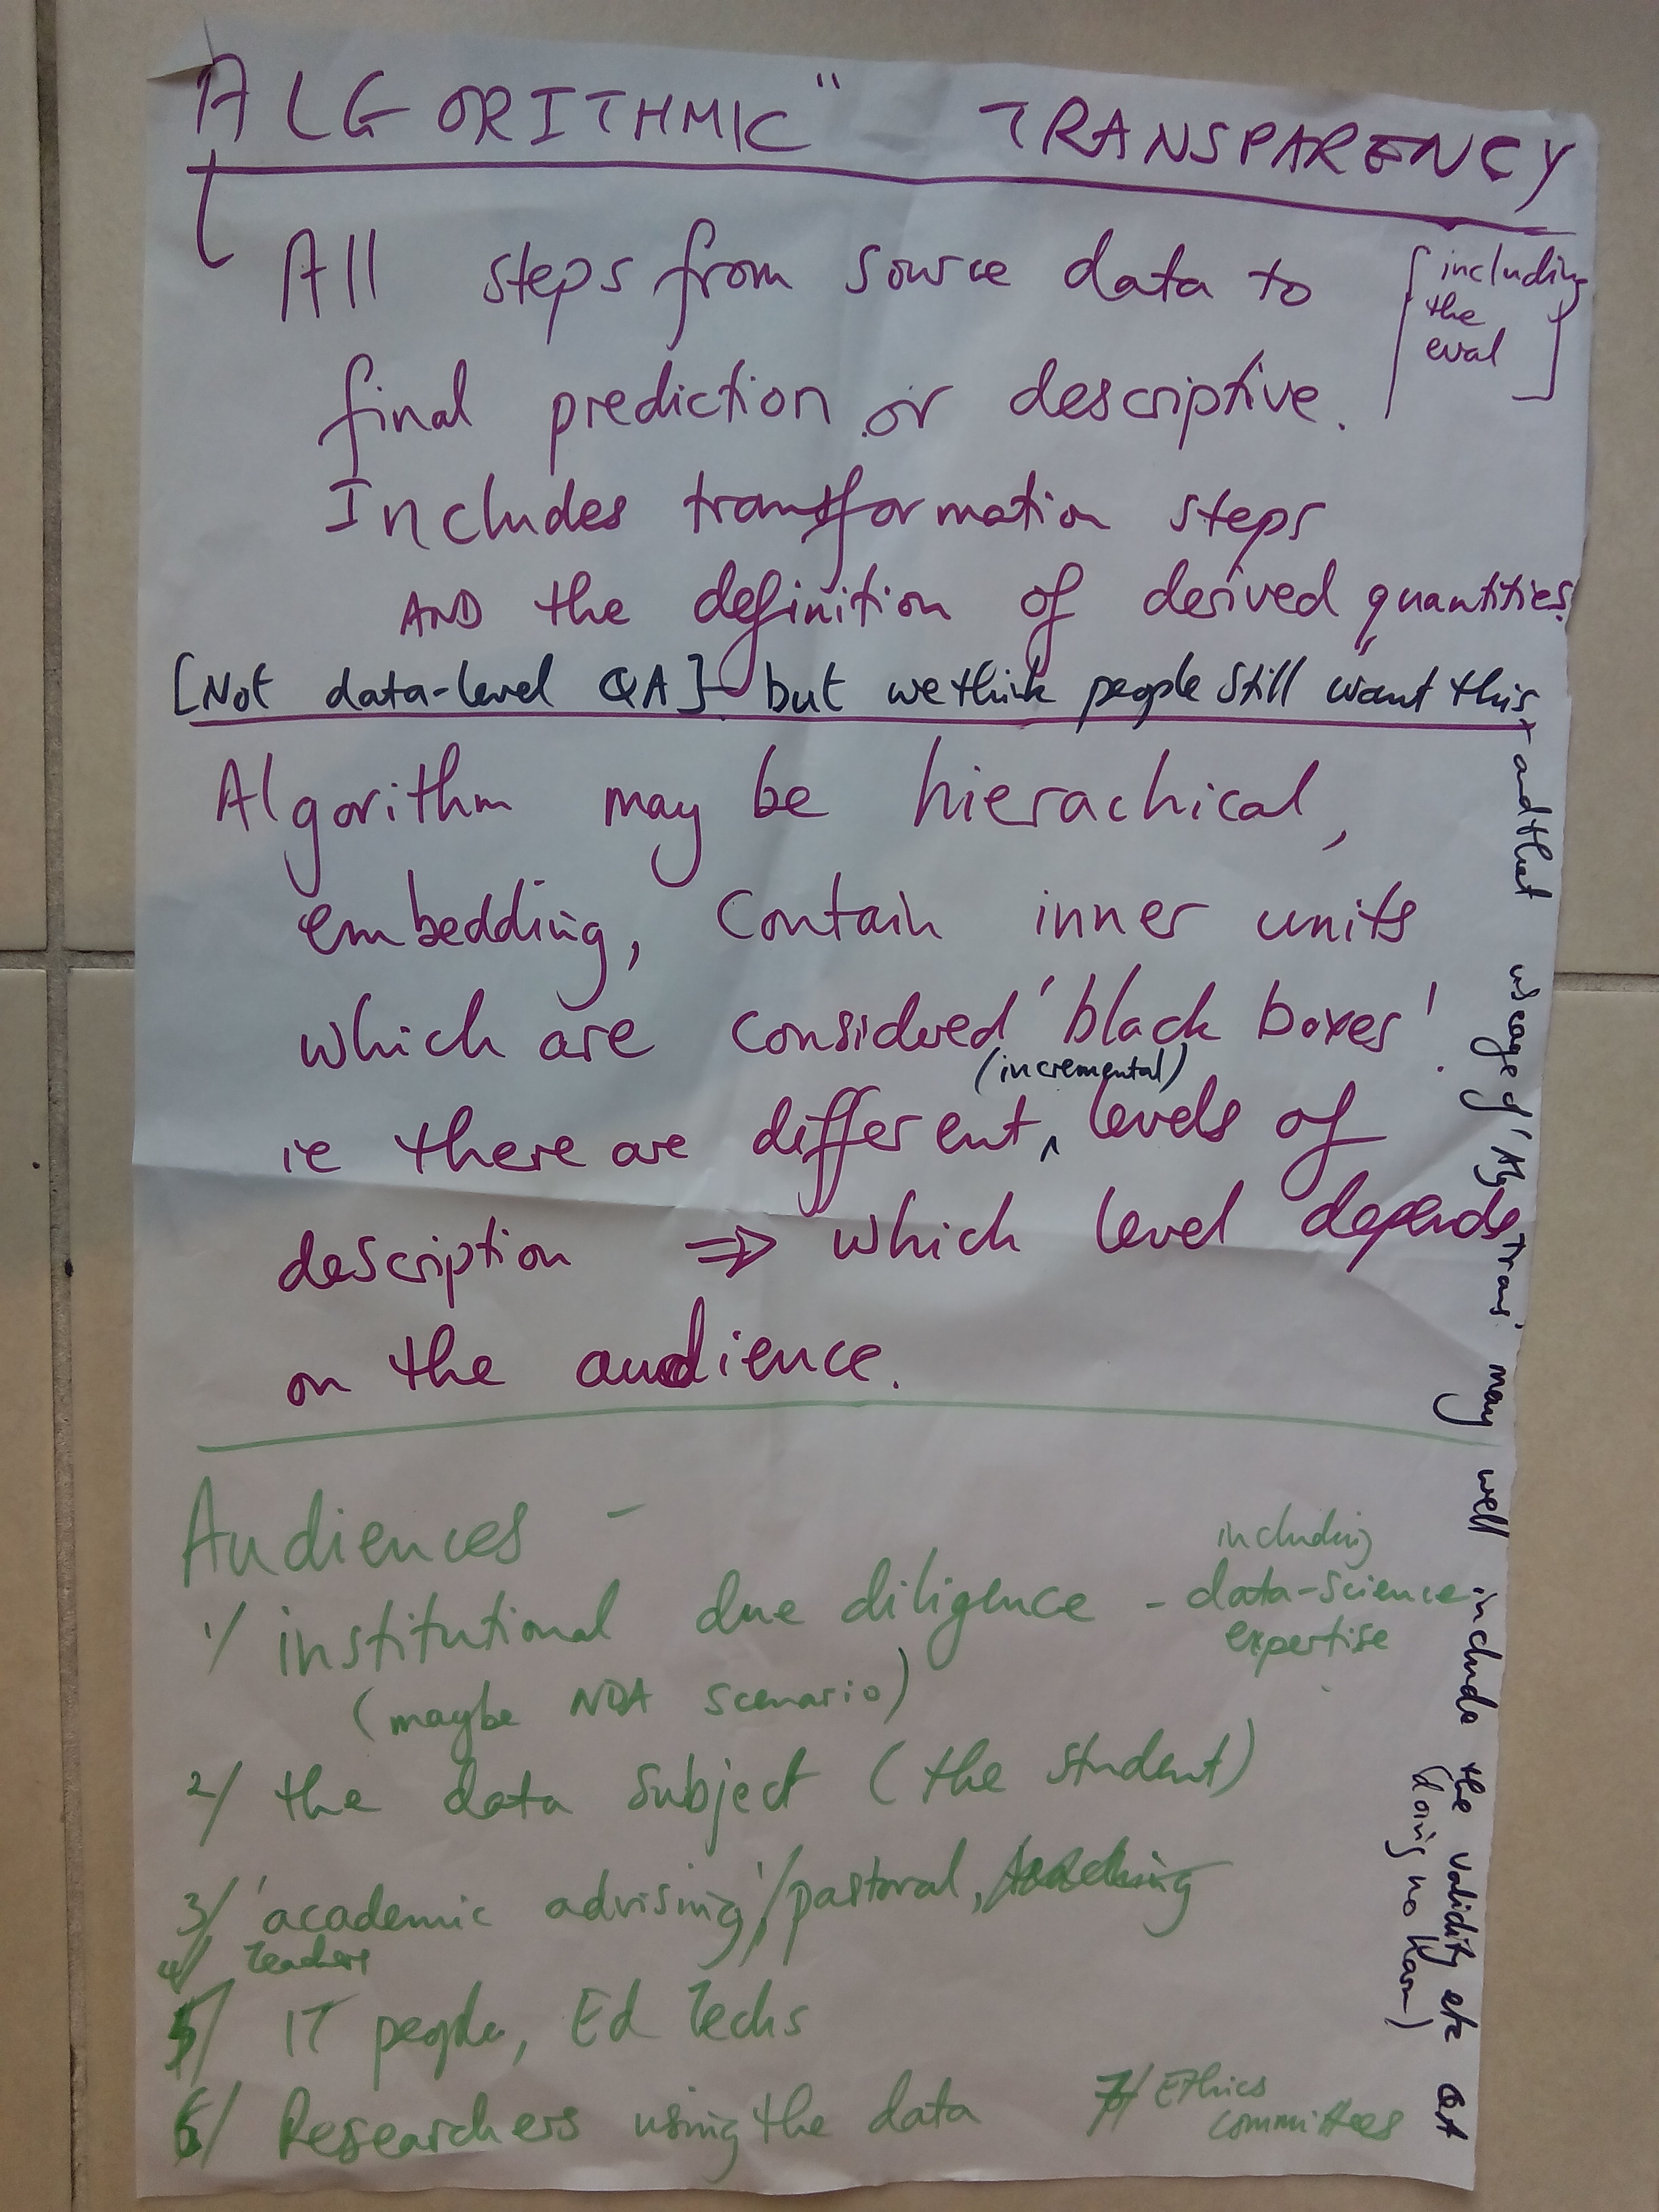 ALGORITHMIC" TRANSPARENCY
All steps from source data to
[including
the
eval]
final prediction or descriptive.
Includes transformation steps
AND the definition of derived quantities.
[Not data-level QA] but we think people still want this,
and that usage of 'Alg trans' may well include the validity etc QA
(doing no Harm)
Algorithm may be hierachical,
embedding, contain inner units
which are considered 'black boxes'.
(incremental)
ie there are different ^ levels of
description ⇒ which level depends
on the audience.
Audiences -
including
1/ institutional due diligence - data-science
expertise
(maybe NDA scenario)
2/ the data subject (the student)
3/ 'academic advising'/pastoral, teaching
4/ teachers
5/ IT people, Ed Techs
6/ Researchers using the data
7/ Ethics
committees